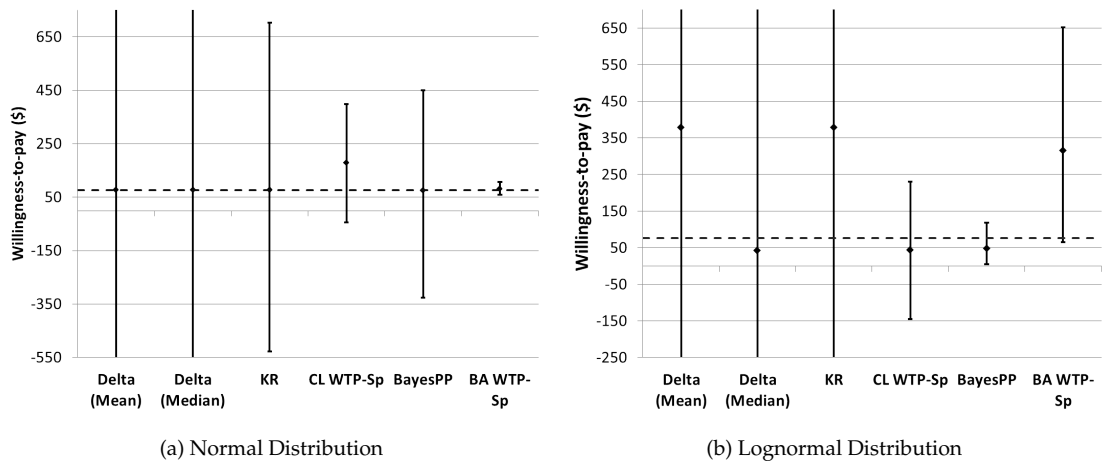 Willingness-to-pay ($)
650
450
250
50
-150
-350
-550
Delta
(Mean)
Delta
(Median)
KR
CL WTP-Sp
BayesPP
BA WTP-
Sp
(a) Normal Distribution
Willingness-to-pay ($)
650
550
450
350
250
150
50
-50
-150
-250
Delta
(Mean)
Delta
(Median)
KR
CL WTP-Sp
BayesPP
BA WTP-
Sp
(b) Lognormal Distribution